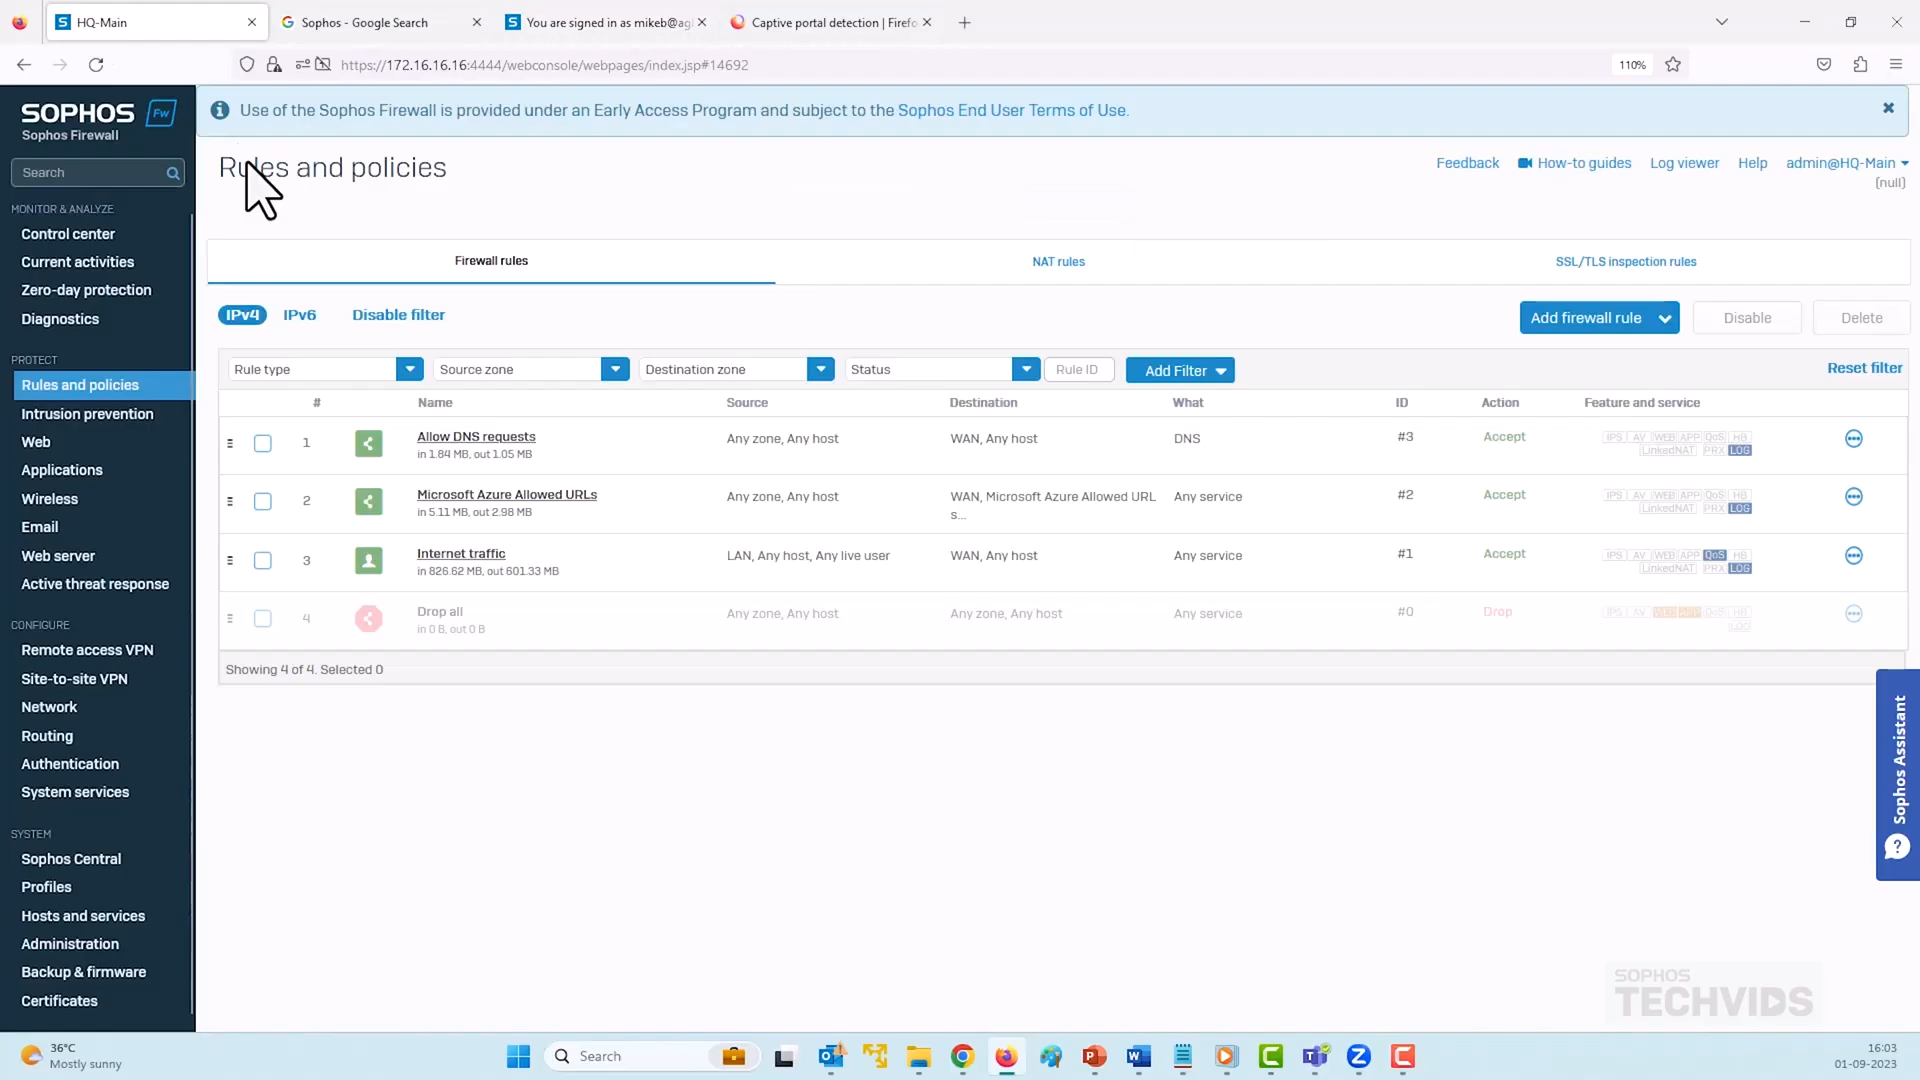 HQ-Main
Sophos - Google Search
You are signed in as mikeb@ag
Captive portal detection | Firefo
https://172.16.16.16:4444/webconsole/webpages/index.jsp#14692
110%
SOPHOS Fw
Sophos Firewall
Use of the Sophos Firewall is provided under an Early Access Program and subject to the Sophos End User Terms of Use.
Search
Rules and policies
Feedback
How-to guides
Log viewer
Help
admin@HQ-Main
(null)
MONITOR & ANALYZE
Control center
Current activities
Zero-day protection
Diagnostics
PROTECT
Rules and policies
Intrusion prevention
Web
Applications
Wireless
Email
Web server
Active threat response
CONFIGURE
Remote access VPN
Site-to-site VPN
Network
Routing
Authentication
System services
SYSTEM
Sophos Central
Profiles
Hosts and services
Administration
Backup & firmware
Certificates
Firewall rules
NAT rules
SSL/TLS inspection rules
IPv4
IPv6
Disable filter
Add firewall rule
Disable
Delete
Rule type
Source zone
Destination zone
Status
Rule ID
Add Filter
Reset filter
# Name Source Destination What ID Action Feature and service
1 Allow DNS requests Any zone, Any host WAN, Any host DNS #3 Accept IPS AV WEB APP QoS HB
in 1.84 MB, out 1.05 MB LinkedNAT PRX LOG
2 Microsoft Azure Allowed URLs Any zone, Any host WAN, Microsoft Azure Allowed URL Any service #2 Accept IPS AV WEB APP QoS HB
in 5.11 MB, out 2.98 MB s... LinkedNAT PRX LOG
3 Internet traffic LAN, Any host, Any live user WAN, Any host Any service #1 Accept IPS AV WEB APP QoS HB
in 826.62 MB, out 601.33 MB LinkedNAT PRX LOG
4 Drop all Any zone, Any host Any zone, Any host Any service #0 Drop IPS AV WEB APP QoS HB
in 0 B, out 0 B LOG
Showing 4 of 4. Selected 0
Sophos Assistant
?
SOPHOS
TECHVIDS
36°C
Mostly sunny
Search
16:03
01-09-2023